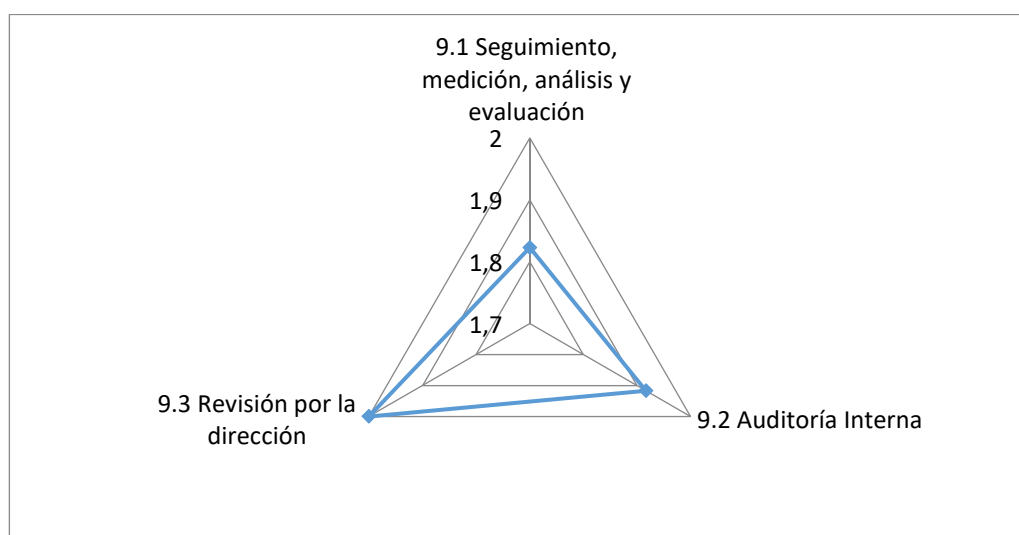 9.1 Seguimiento,
medición, análisis y
evaluación
2
1,9
1,8
1,7
9.3 Revisión por la
dirección
9.2 Auditoría Interna